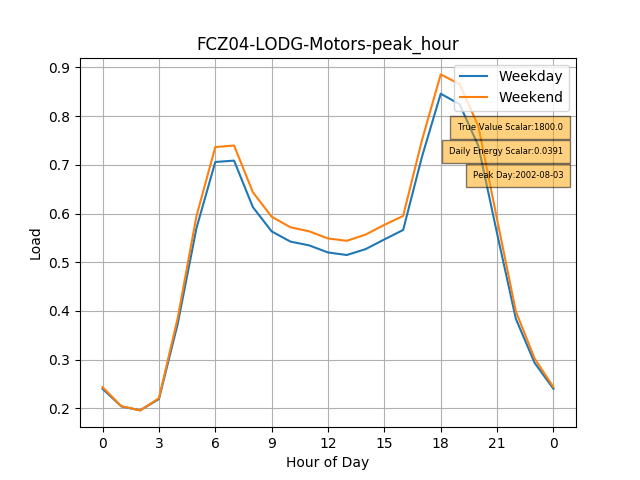 FCZ04-LODG-Motors-peak_hour
0.9
0.8
0.7
0.6
0.5
0.4
0.3
0.2
Load
Weekday
Weekend
True Value Scalar:1800.0
Daily Energy Scalar:0.0391
Peak Day:2002-08-03
0 3 6 9 12 15 18 21 0
Hour of Day